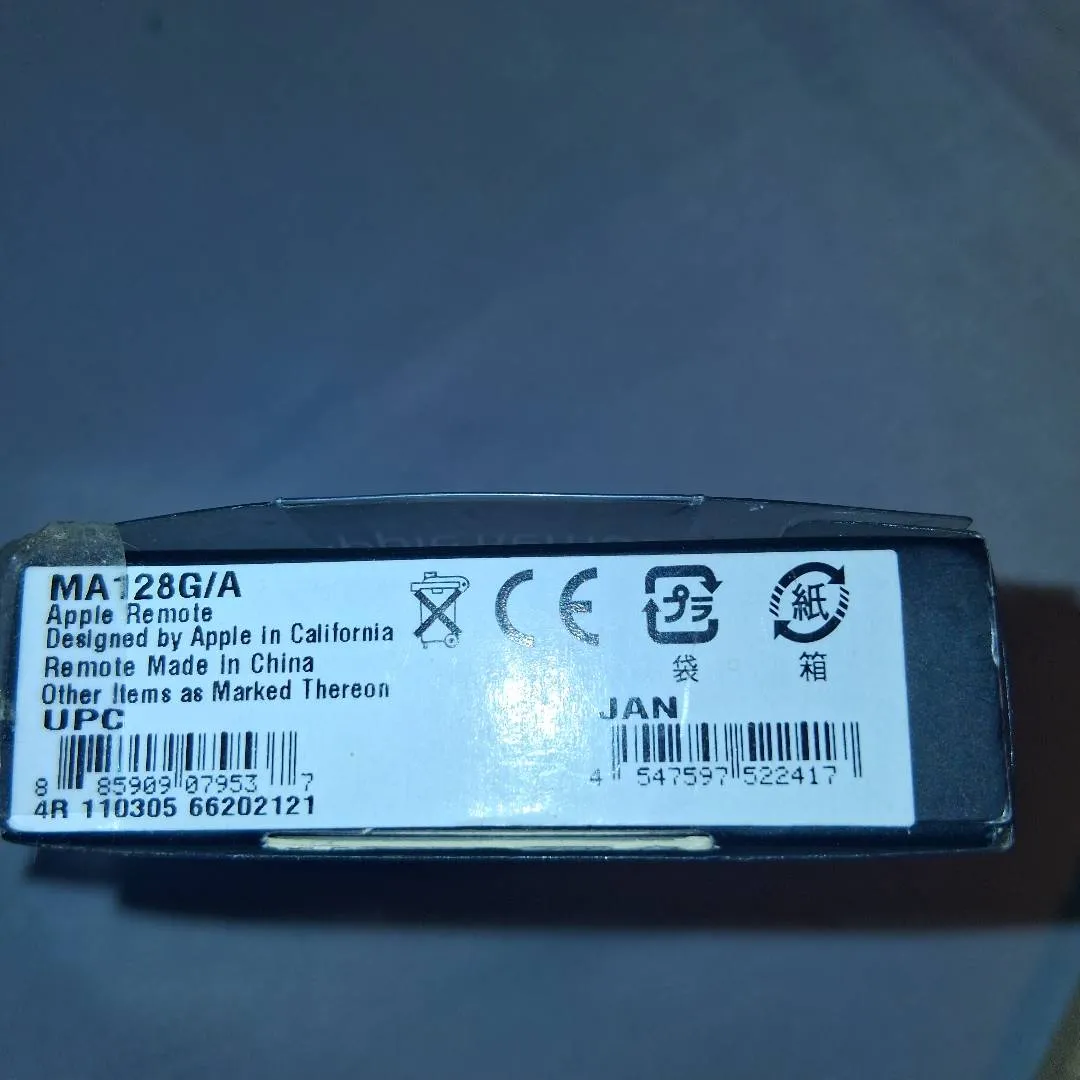 MA128G/A
Apple Remote
Designed by Apple in California
Remote Made in China
Other Items as Marked Thereon
UPC
8 85909 07953 7
4R 110305 66202121
CE
プラ
袋
紙
箱
JAN
4 547597 522417